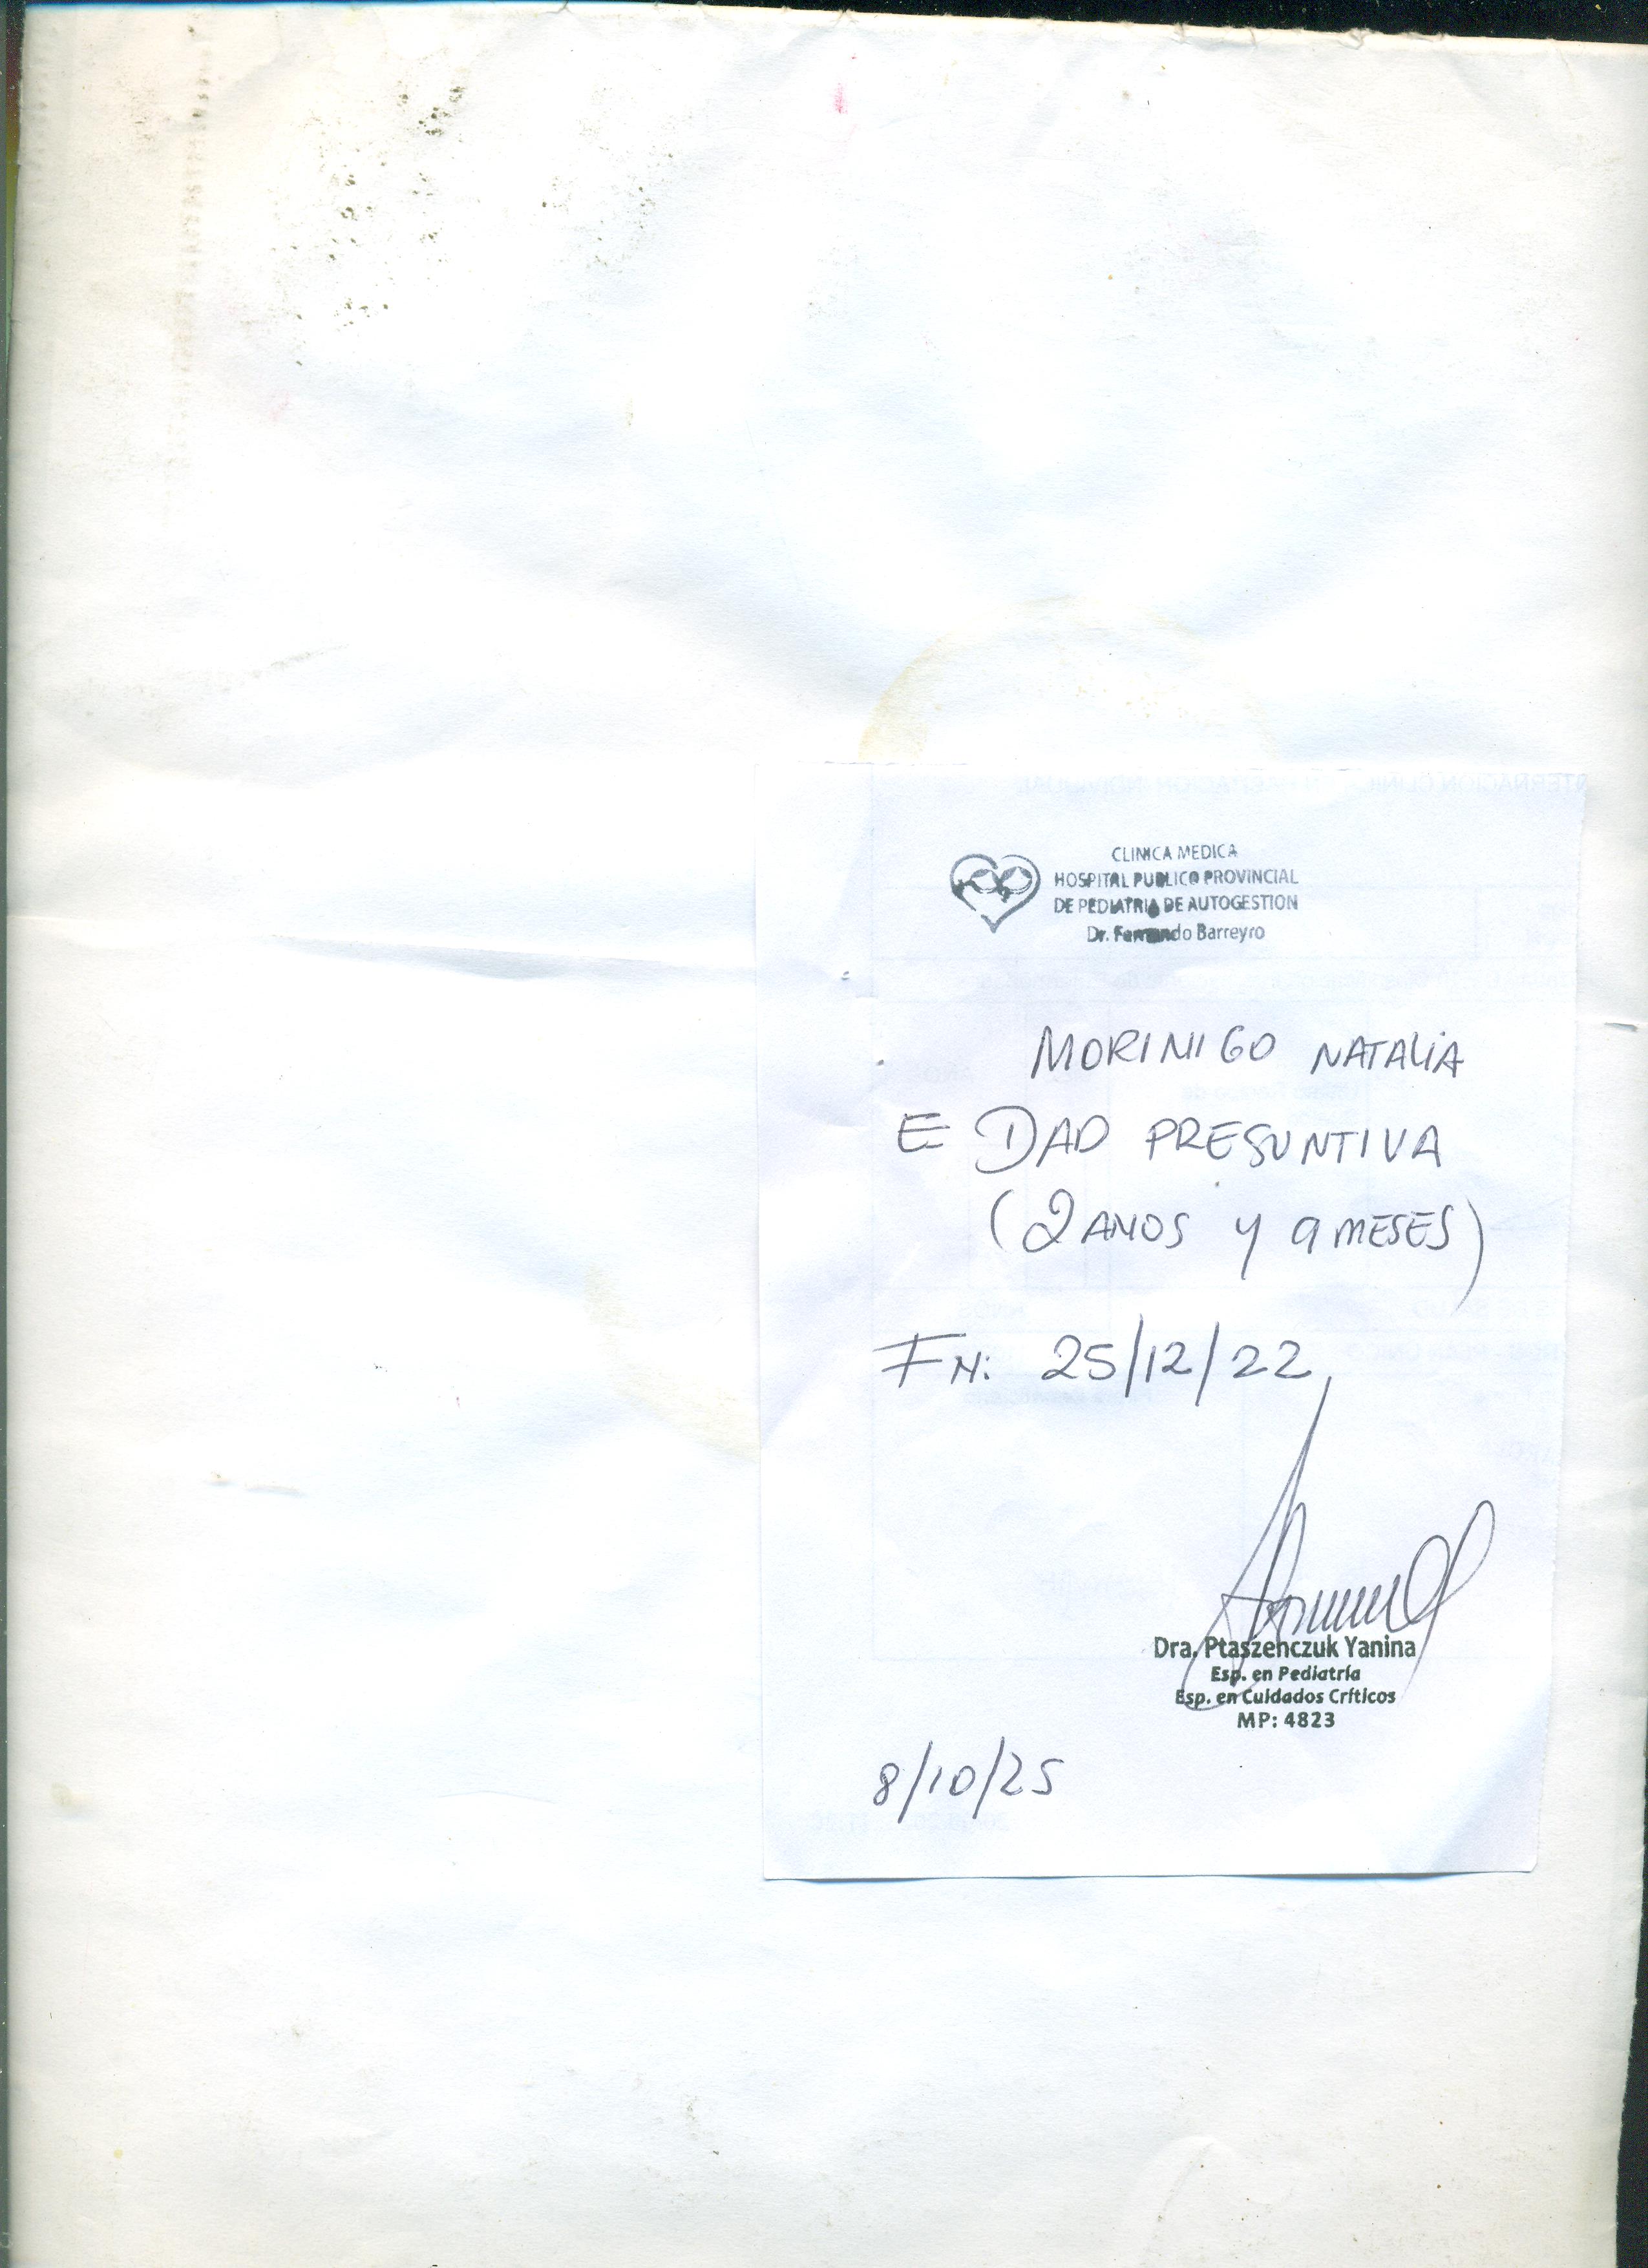 CLINICA MEDICA
HOSPITAL PUBLICO PROVINCIAL
DE PEDIATRIA DE AUTOGESTION
Dr. Fernando Barreyro
MORINIGO NATALIA
EDAD PRESUNTIVA
(2 ANOS y 9 MESES)
FN: 25/12/22
Dra. Ptaszenczuk Yanina
Esp. en Pediatría
Esp. en Cuidados Críticos
MP: 4823
8/10/25